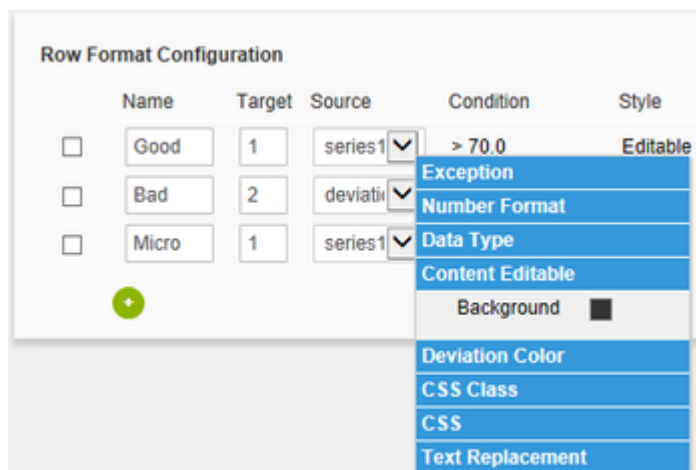 Row Format Configuration
Name Target Source Condition Style
Good 1 series1 > 70.0 Editable
Exception
Bad 2
Number Format
Micro 1 series1 Data Type
Content Editable
+ Background
Deviation Color
CSS Class
CSS
Text Replacement